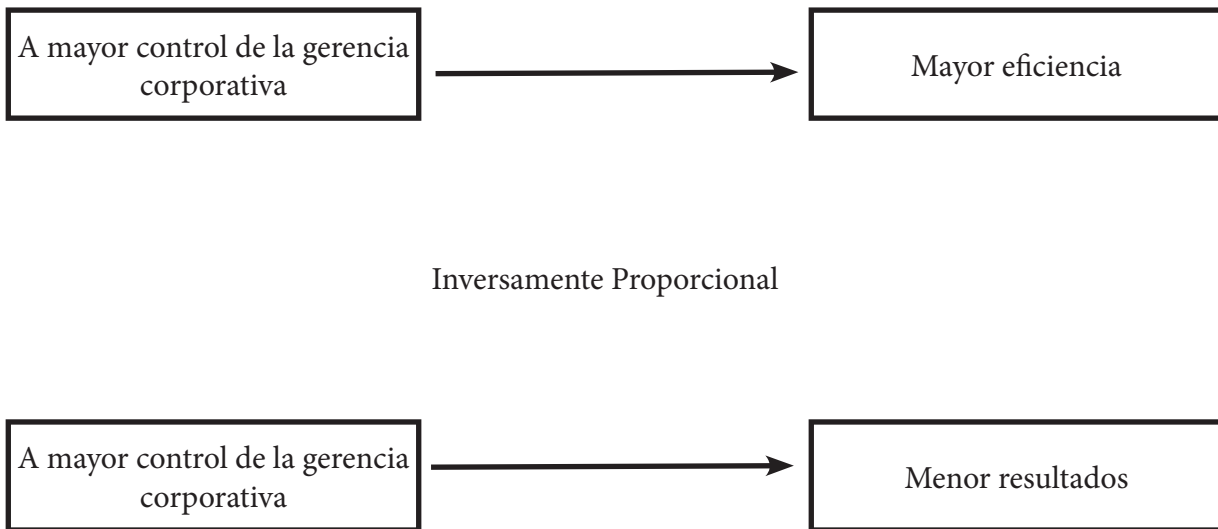 A mayor control de la gerencia
corporativa
Mayor eficiencia
Inversamente Proporcional
A mayor control de la gerencia
corporativa
Menor resultados